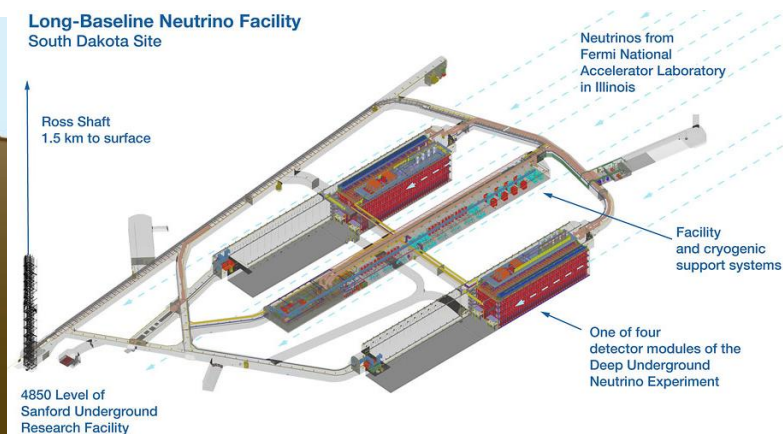 Long-Baseline Neutrino Facility
South Dakota Site
Neutrinos from
Fermi National
Accelerator Laboratory
in Illinois
Ross Shaft
1.5 km to surface
Facility
and cryogenic
support systems
One of four
detector modules of the
Deep Underground
Neutrino Experiment
4850 Level of
Sanford Underground
Research Facility